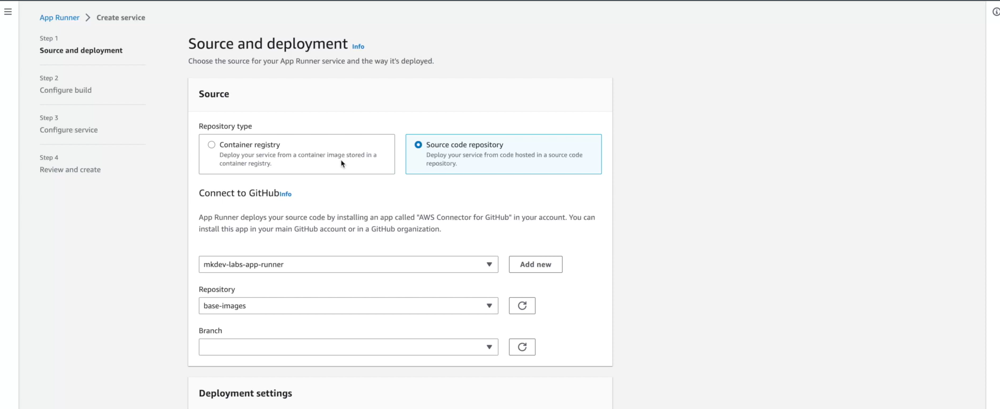 App Runner > Create service
Step 1
Source and deployment
Step 2
Configure build
Step 3
Configure service
Step 4
Review and create
Source and deployment Info
Choose the source for your App Runner service and the way it's deployed.
Source
Repository type
Container registry
Deploy your service from a container image stored in a
container registry.
Source code repository
Deploy your service from code hosted in a source code
repository.
Connect to GitHubInfo
App Runner deploys your source code by installing an app called "AWS Connector for GitHub" in your account. You can
install this app in your main GitHub account or in a GitHub organization.
mkdev-labs-app-runner
Add new
Repository
base-images
Branch
Deployment settings